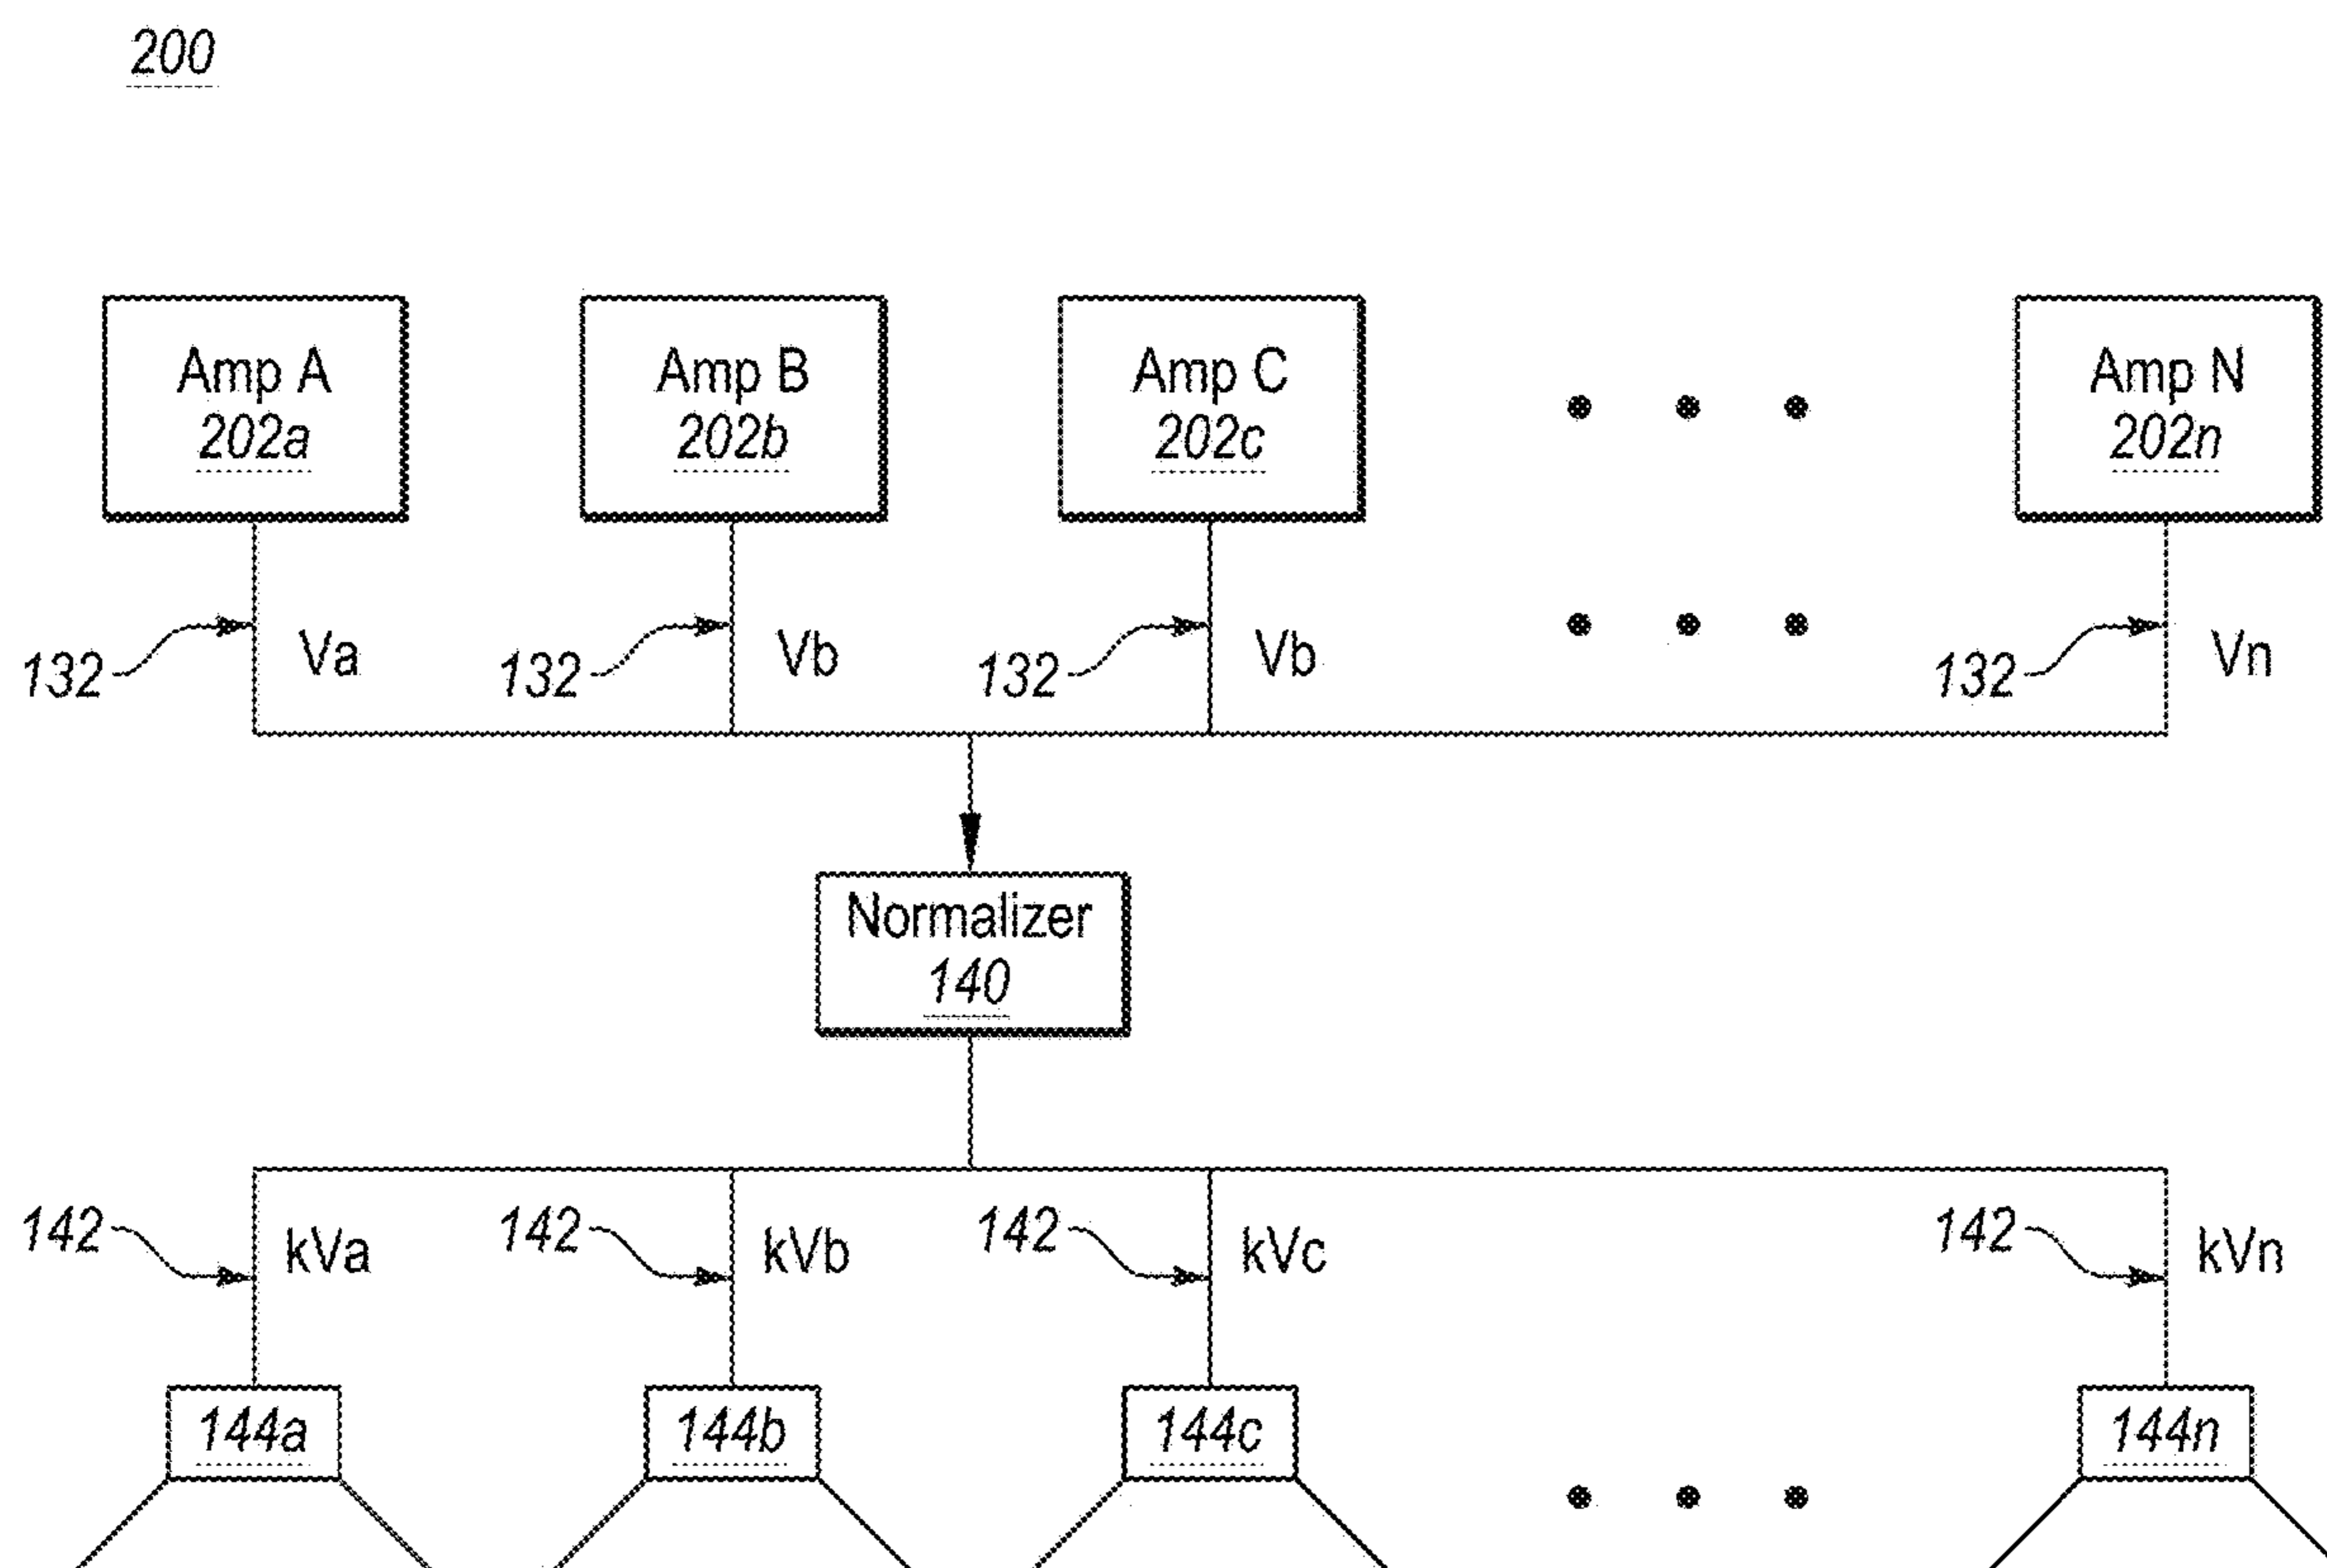 200
Amp A
202a
Amp B
202b
Amp C
202c
Amp N
202n
132
Va
132
Vb
132
Vb
132
Vn
Normalizer
140
142
kVa
142
kVb
142
kVc
142
kVn
144a
144b
144c
144n